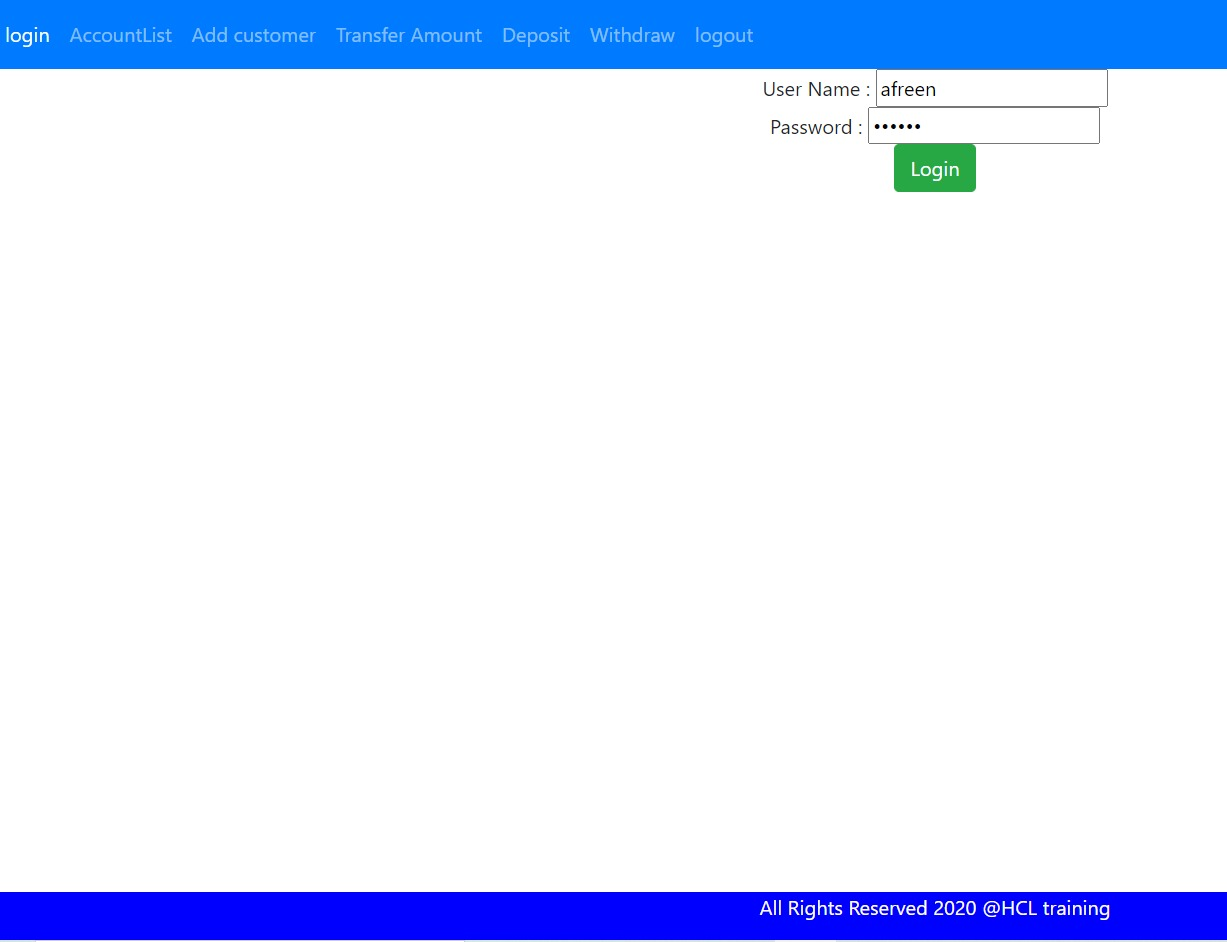 login AccountList Add customer Transfer Amount Deposit Withdraw logout
User Name : afreen
Password : ••••••
Login
All Rights Reserved 2020 @HCL training